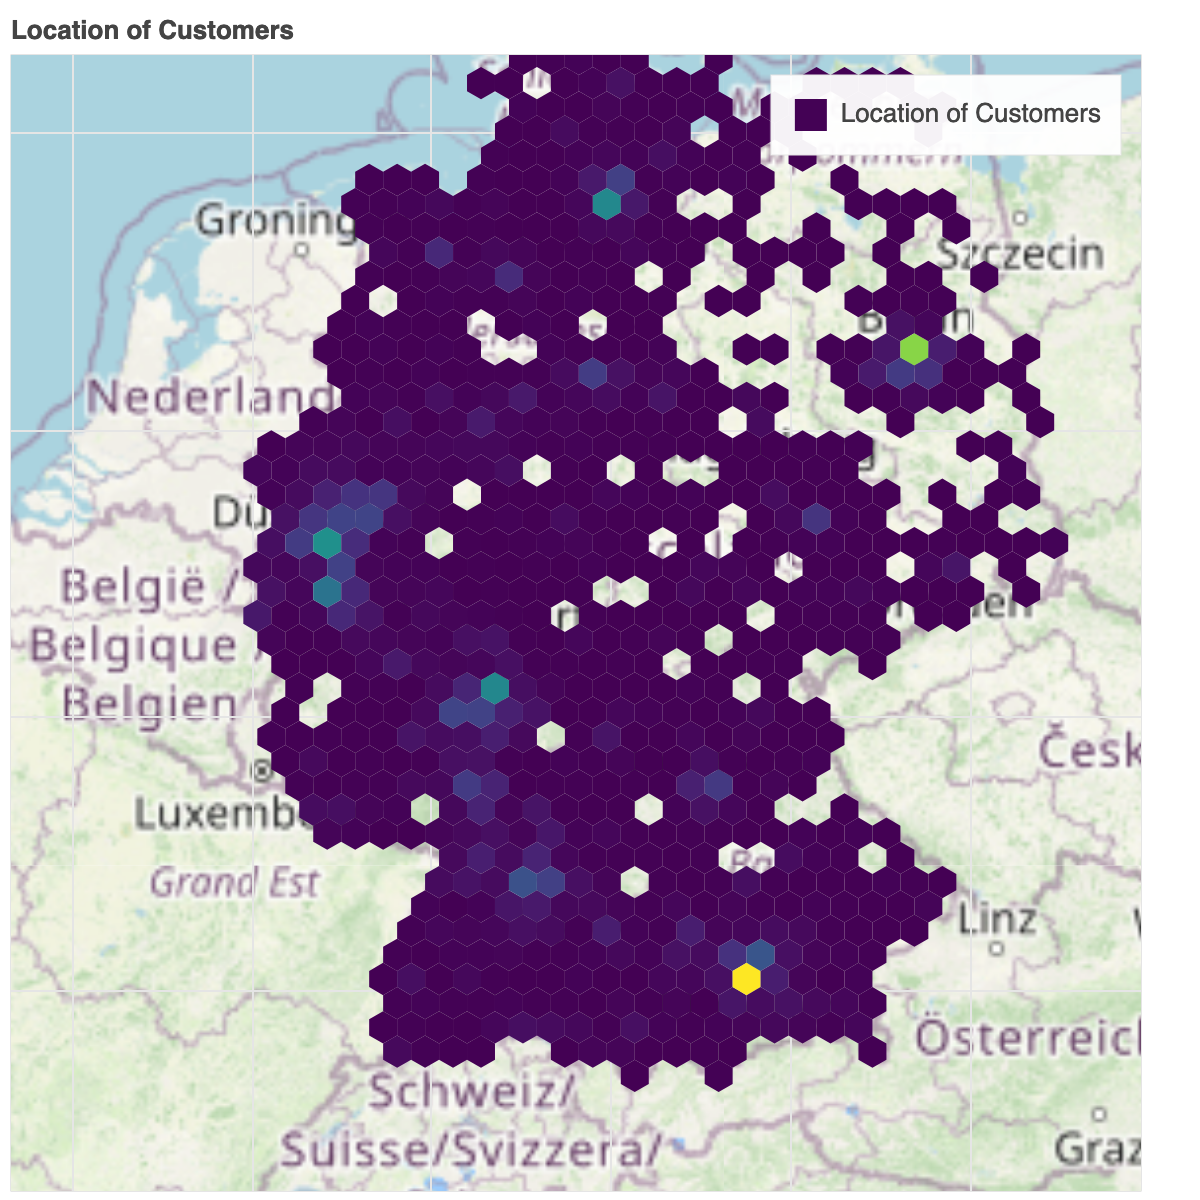 Location of Customers
Location of Customers
Groning
Szczecin
Nederland
Dü
België /
Belgique
Belgien
Česk
Luxemb
Grand Est
Linz
Österreich
Schweiz/
Suisse/Svizzera/
Graz